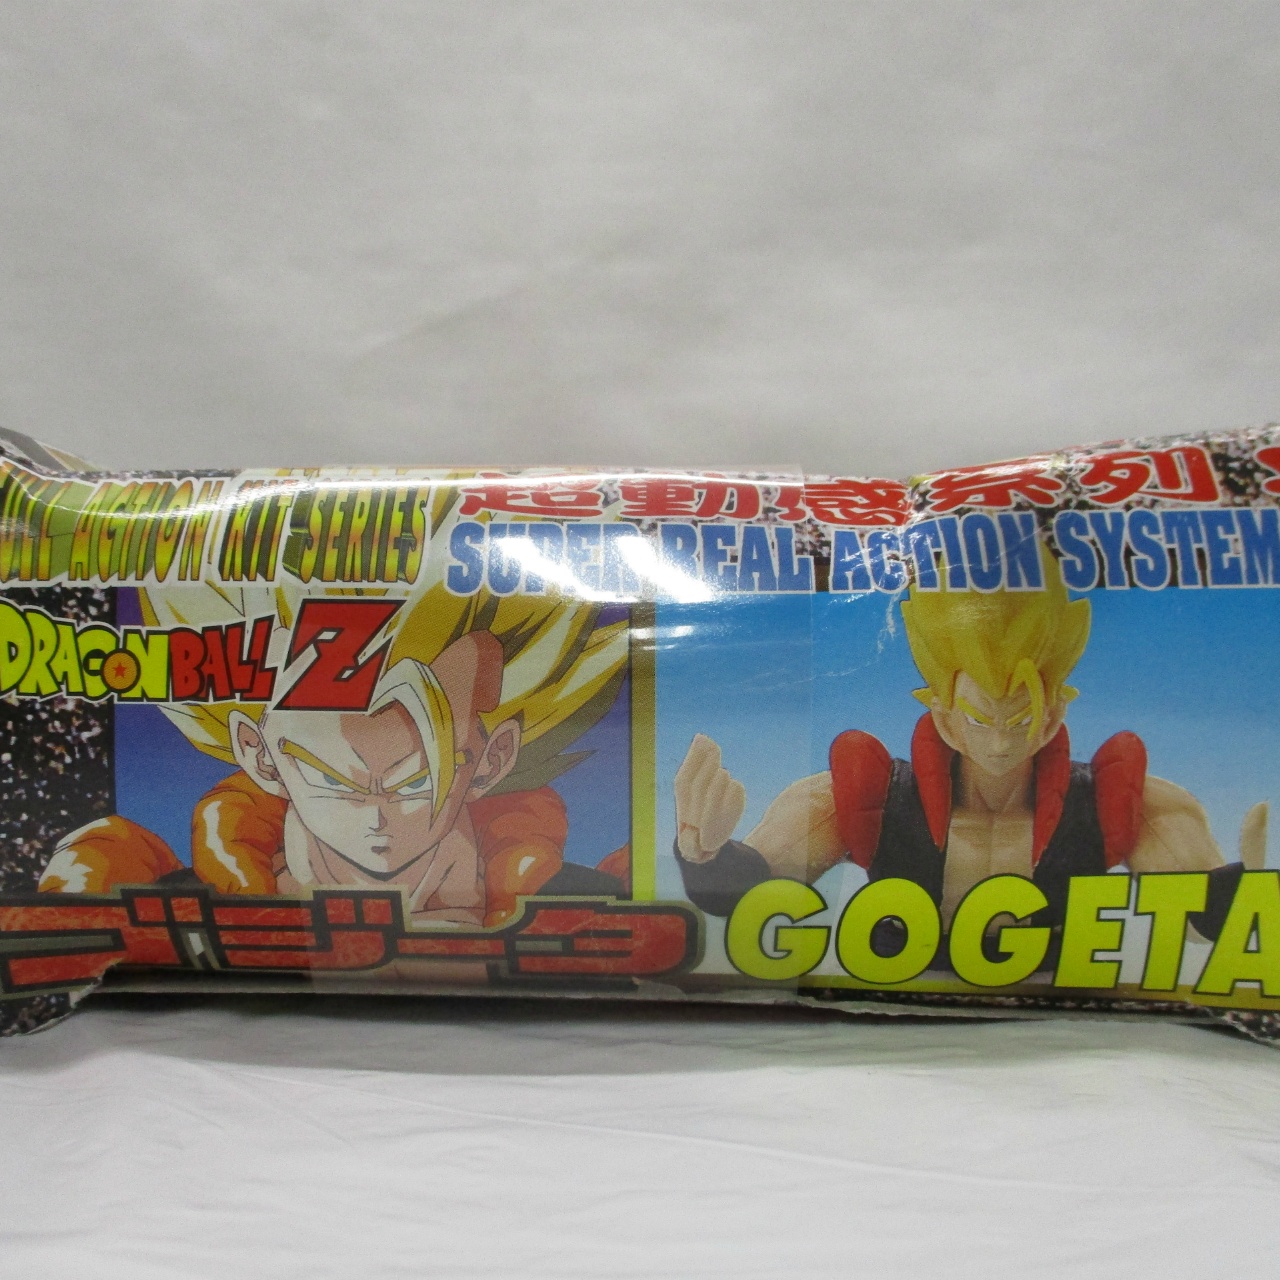 ULL ACTION KIT SERIES
超動感系列
SUPER REAL ACTION SYSTEM
DRAGON BALL Z
ゴジータ
GOGETA